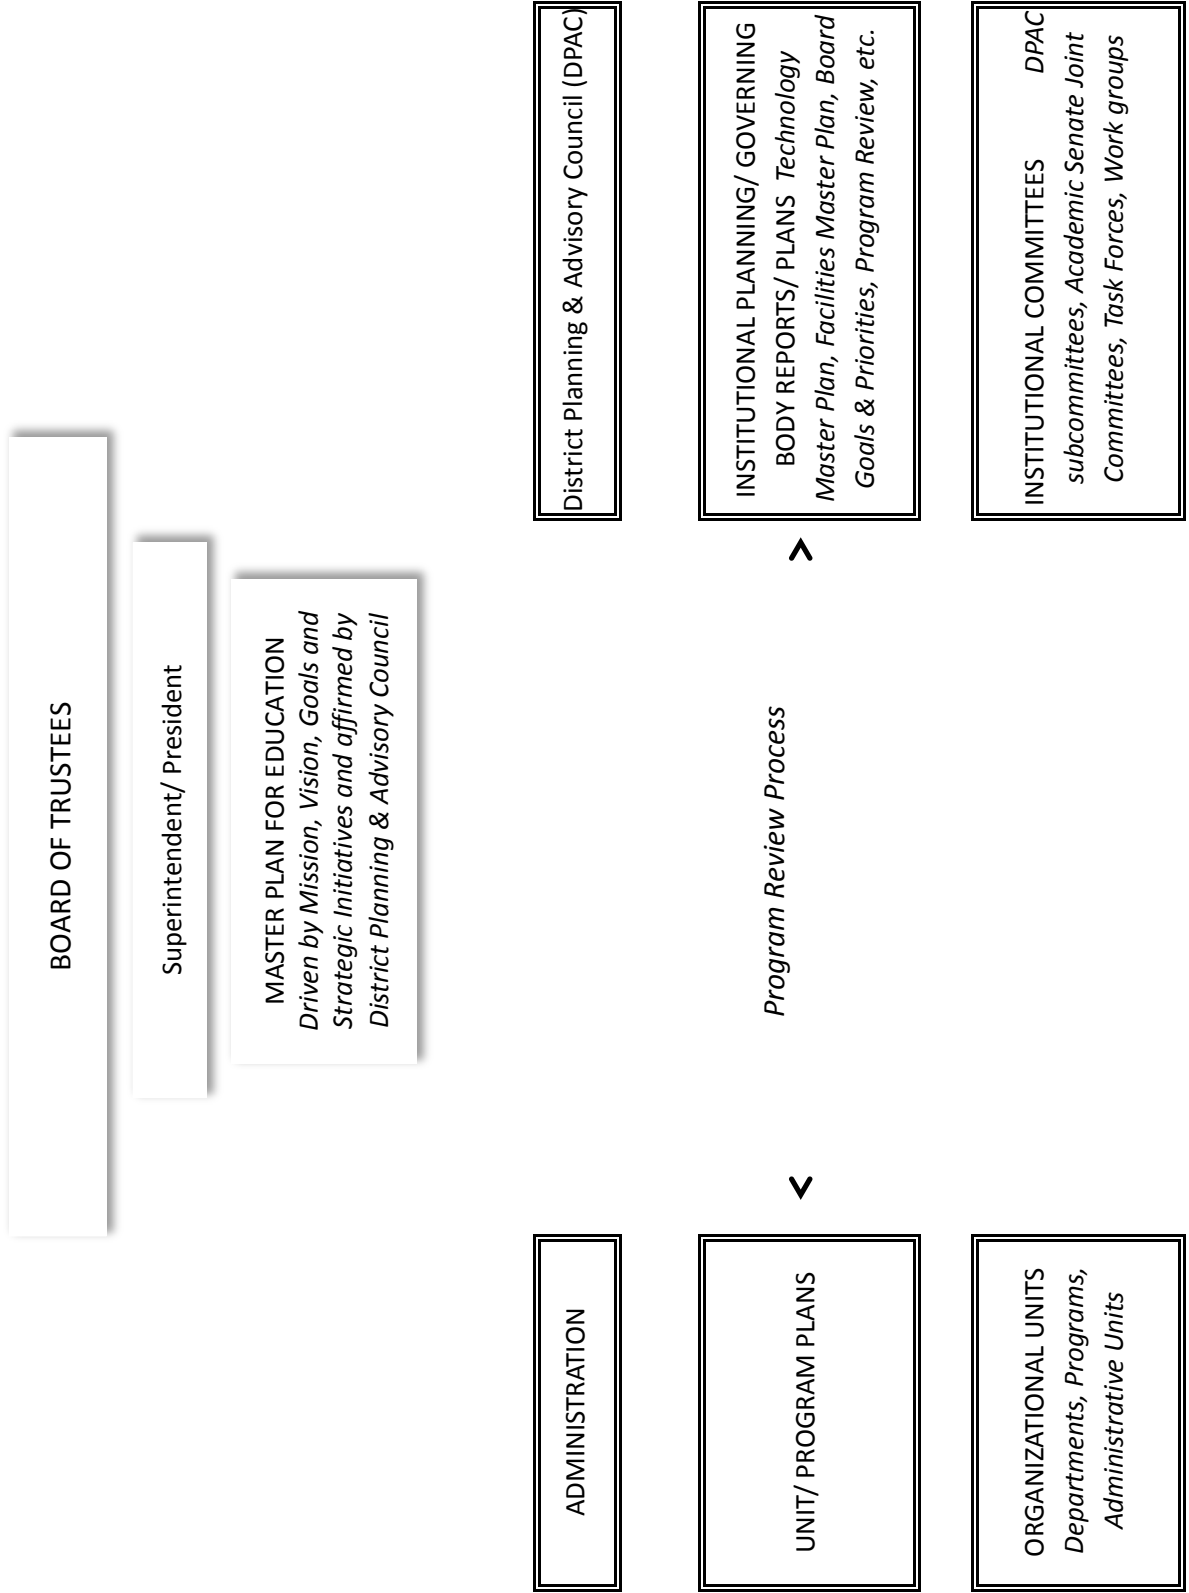 BOARD OF TRUSTEES
Superintendent/ President
MASTER PLAN FOR EDUCATION
Driven by Mission, Vision, Goals and
Strategic Initiatives and affirmed by
District Planning & Advisory Council
ADMINISTRATION
District Planning & Advisory Council (DPAC)
UNIT/ PROGRAM PLANS
Program Review Process
INSTITUTIONAL PLANNING/ GOVERNING
BODY REPORTS/ PLANS Technology
Master Plan, Facilities Master Plan, Board
Goals & Priorities, Program Review, etc.
ORGANIZATIONAL UNITS
Departments, Programs,
Administrative Units
INSTITUTIONAL COMMITTEES DPAC
subcommittees, Academic Senate Joint
Committees, Task Forces, Work groups